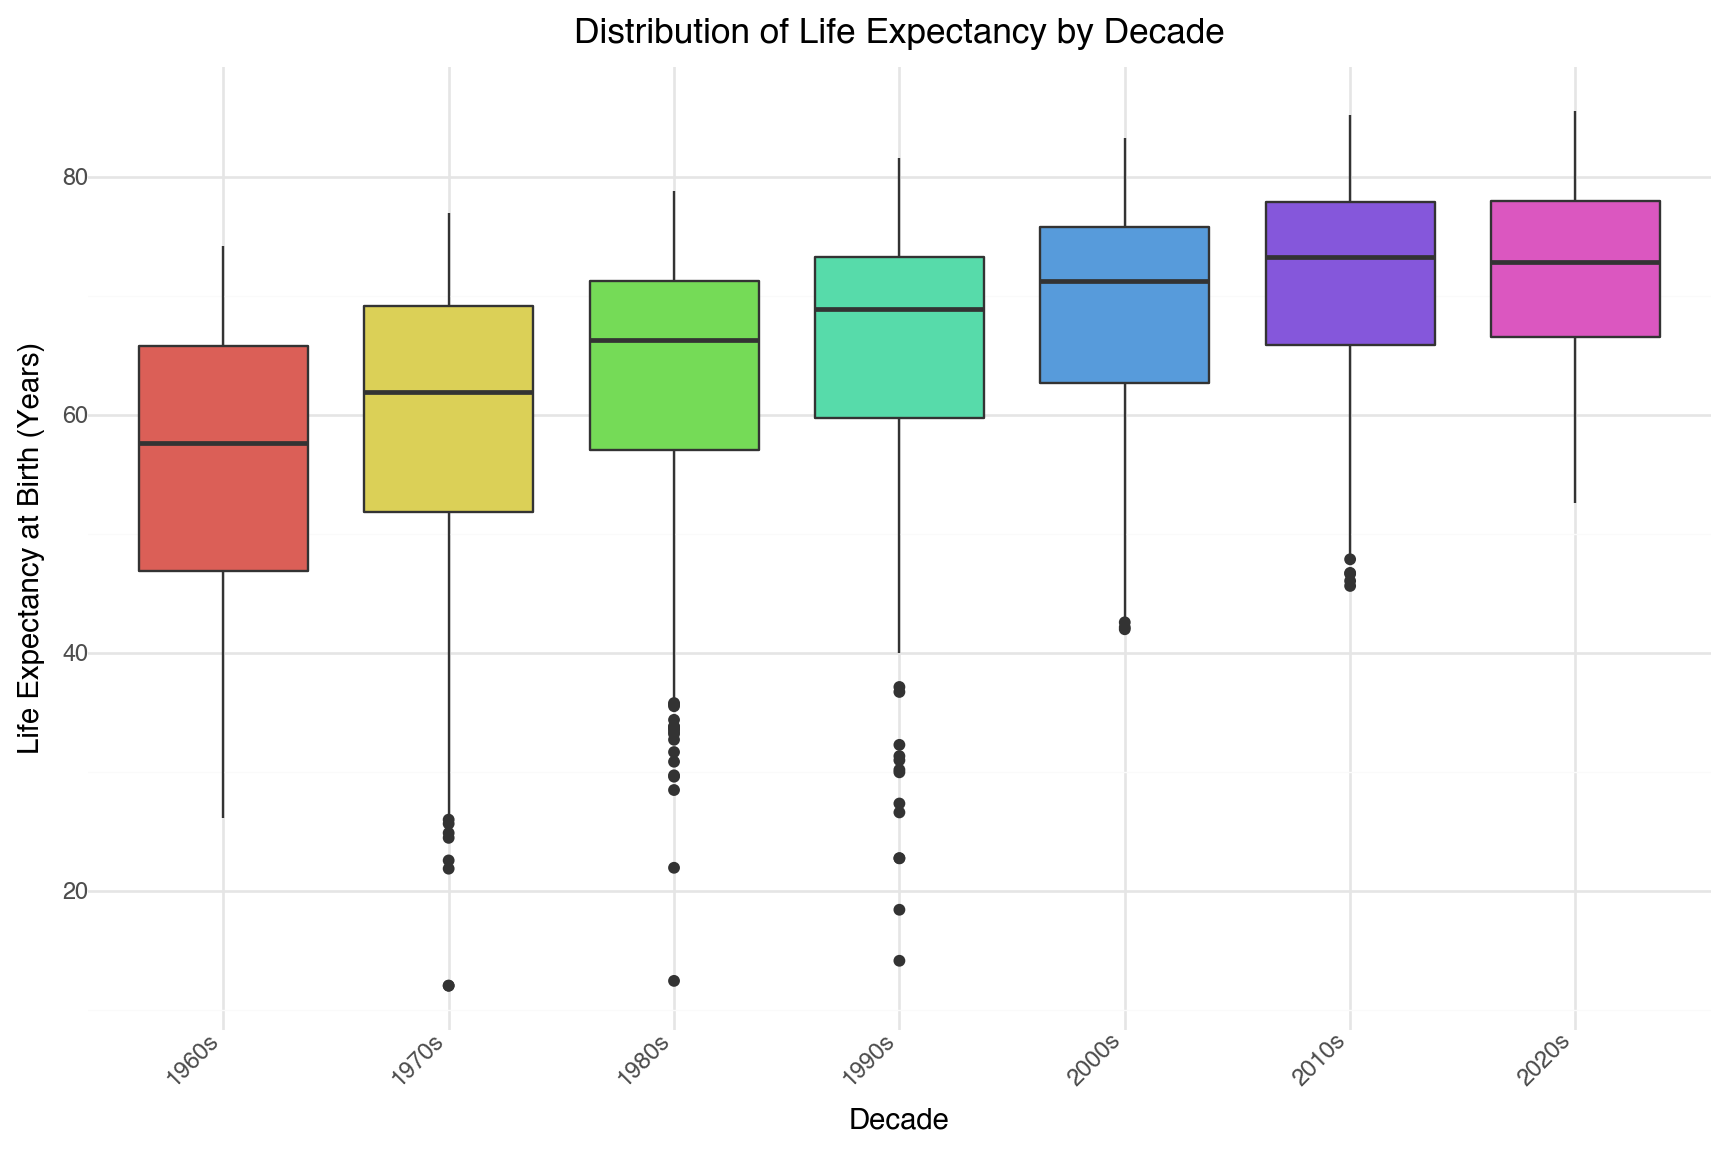 Distribution of Life Expectancy by Decade
Life Expectancy at Birth (Years)
80
60
40
20
1960s
1970s
1980s
1990s
2000s
2010s
2020s
Decade